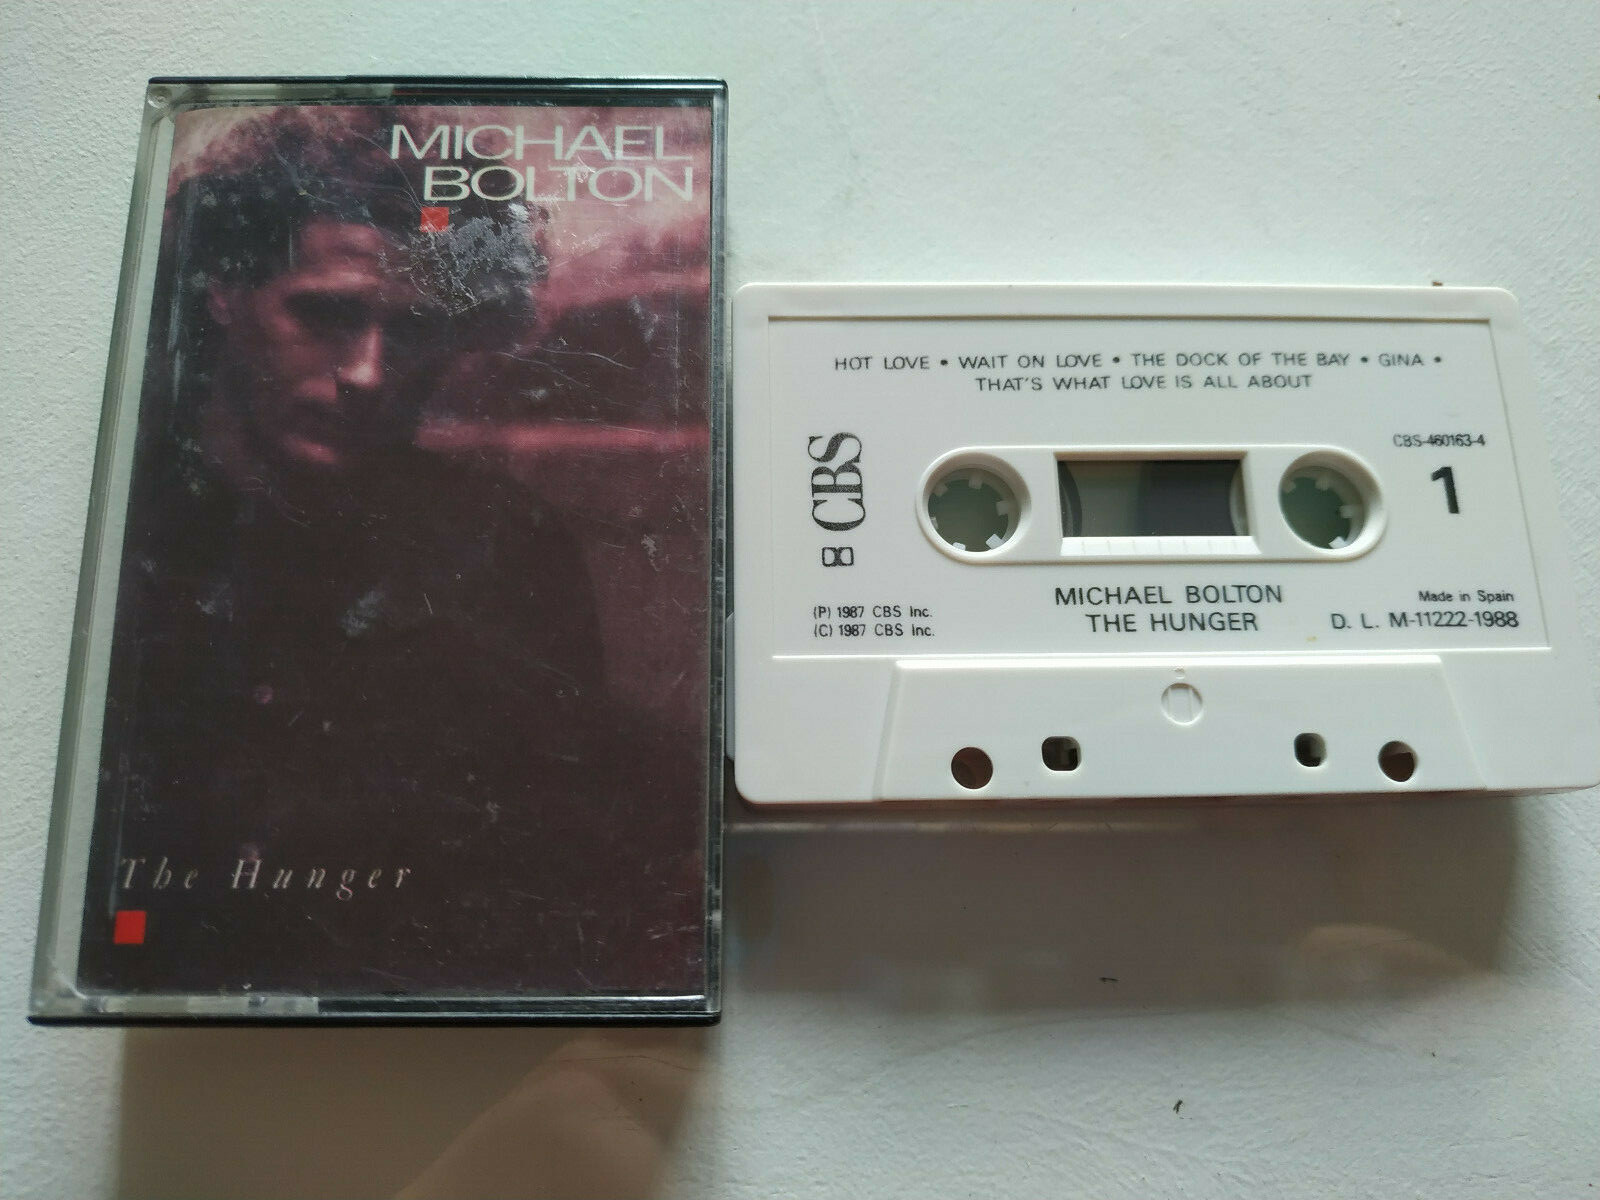 MICHAEL
BOLTON
The Hunger
HOT LOVE • WAIT ON LOVE • THE DOCK OF THE BAY • GINA •
THAT'S WHAT LOVE IS ALL ABOUT
CBS-460163-4
1
CBS
MICHAEL BOLTON
THE HUNGER
(P) 1987 CBS Inc.
(C) 1987 CBS Inc.
Made in Spain
D. L. M-11222-1988